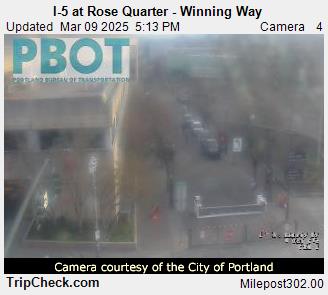 I-5 at Rose Quarter - Winning Way
Updated Mar 09 2025 5:13 PM Camera 4
PBOT
PORTLAND BUREAU OF TRANSPORTATION
Camera courtesy of the City of Portland
TripCheck.com Milepost302.00